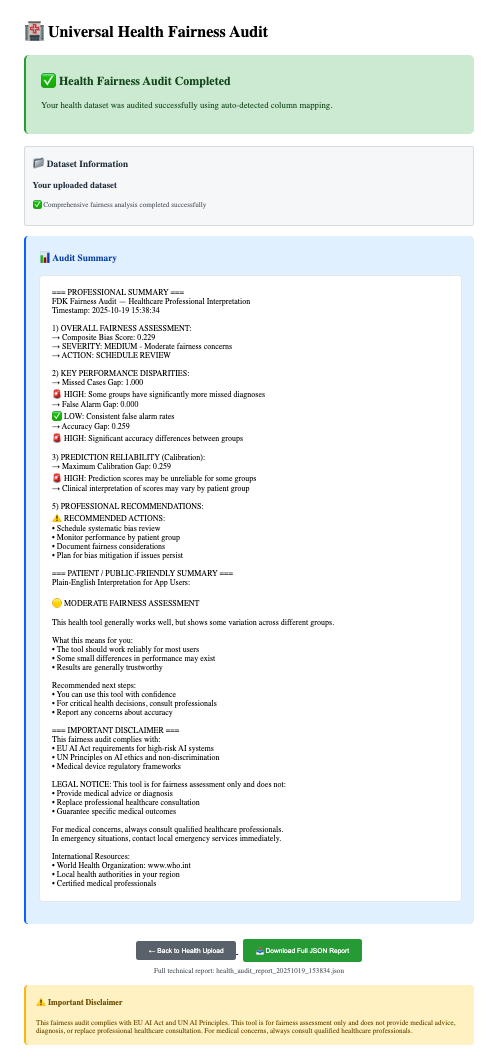 Universal Health Fairness Audit
✅ Health Fairness Audit Completed
Your health dataset was audited successfully using auto-detected column mapping.
Dataset Information
Your uploaded dataset
✅ Comprehensive fairness analysis completed successfully
Audit Summary
=== PROFESSIONAL SUMMARY ===
FDK Fairness Audit — Healthcare Professional Interpretation
Timestamp: 2025-10-19 15:38:34
1) OVERALL FAIRNESS ASSESSMENT:
→ Composite Bias Score: 0.229
→ SEVERITY: MEDIUM - Moderate fairness concerns
→ ACTION: SCHEDULE REVIEW
2) KEY PERFORMANCE DISPARITIES:
→ Missed Cases Gap: 1.000
🚨 HIGH: Some groups have significantly more missed diagnoses
→ False Alarm Gap: 0.000
✅ LOW: Consistent false alarm rates
→ Accuracy Gap: 0.259
🚨 HIGH: Significant accuracy differences between groups
3) PREDICTION RELIABILITY (Calibration):
→ Maximum Calibration Gap: 0.259
🚨 HIGH: Prediction scores may be unreliable for some groups
→ Clinical interpretation of scores may vary by patient group
5) PROFESSIONAL RECOMMENDATIONS:
⚠️ RECOMMENDED ACTIONS:
• Schedule systematic bias review
• Monitor performance by patient group
• Document fairness considerations
• Plan for bias mitigation if issues persist
=== PATIENT / PUBLIC-FRIENDLY SUMMARY ===
Plain-English Interpretation for App Users:
🟡 MODERATE FAIRNESS ASSESSMENT
This health tool generally works well, but shows some variation across different groups.
What this means for you:
• The tool should work reliably for most users
• Some small differences in performance may exist
• Results are generally trustworthy
Recommended next steps:
• You can use this tool with confidence
• For critical health decisions, consult professionals
• Report any concerns about accuracy
=== IMPORTANT DISCLAIMER ===
This fairness audit complies with:
• EU AI Act requirements for high-risk AI systems
• UN Principles on AI ethics and non-discrimination
• Medical device regulatory frameworks
LEGAL NOTICE: This tool is for fairness assessment only and does not:
• Provide medical advice or diagnosis
• Replace professional healthcare consultation
• Guarantee specific medical outcomes
For medical concerns, always consult qualified healthcare professionals.
In emergency situations, contact local emergency services immediately.
International Resources:
• World Health Organization: www.who.int
• Local health authorities in your region
• Certified medical professionals
← Back to Health Upload
Download Full JSON Report
Full technical report: health_audit_report_20251019_153834.json
⚠️ Important Disclaimer
This fairness audit complies with EU AI Act and UN AI Principles. This tool is for fairness assessment only and does not provide medical advice,
diagnosis, or replace professional healthcare consultation. For medical concerns, always consult qualified healthcare professionals.